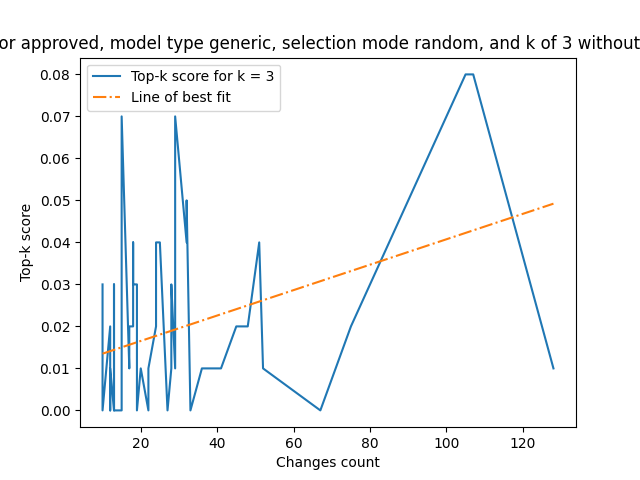 or approved, model type generic, selection mode random, and k of 3 without
Top-k score for k = 3
Line of best fit
0.08
0.07
0.06
0.05
0.04
0.03
0.02
0.01
0.00
Top-k score
20 40 60 80 100 120
Changes count